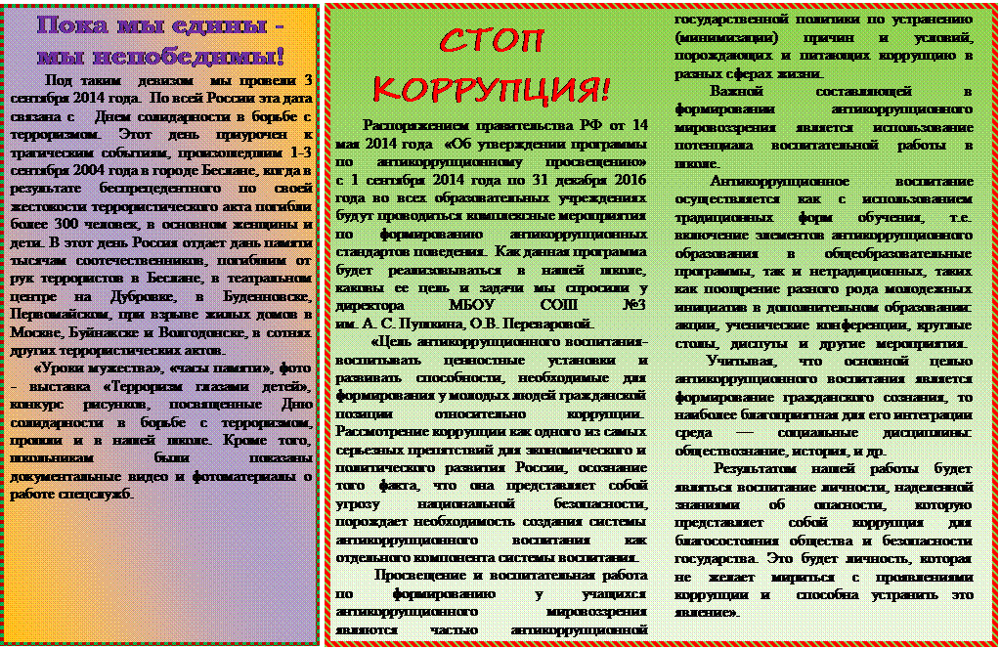 Пока мы едины -
мы непобедимы!
Под таким девизом мы провели 3
сентября 2014 года. По всей России эта дата
связана с Днем солидарности в борьбе с
терроризмом. Этот день приурочен к
трагическим событиям, произошедшим 1-3
сентября 2004 года в городе Беслане, когда в
результате беспрецедентного по своей
жестокости террористического акта погибли
более 300 человек, в основном женщины и
дети. В этот день Россия отдает дань памяти
тысячам соотечественников, погибшим от
рук террористов в Беслане, в театральном
центре на Дубровке, в Буденновске,
Первомайском, при взрыве жилых домов в
Москве, Буйнакске и Волгодонске, в сотнях
других террористических актов.
«Уроки мужества», «часы памяти», фото
- выставка «Терроризм глазами детей»,
конкурс рисунков, посвященные Дню
солидарности в борьбе с терроризмом,
прошли и в нашей школе. Кроме того,
школьникам были показаны
документальные видео и фотоматериалы о
работе спецслужб.
СТОП
КОРРУПЦИЯ!
Распоряжением правительства РФ от 14
мая 2014 года «Об утверждении программы
по антикоррупционному просвещению»
с 1 сентября 2014 года по 31 декабря 2016
года во всех образовательных учреждениях
будут проводиться комплексные мероприятия
по формированию антикоррупционных
стандартов поведения. Как данная программа
будет реализовываться в нашей школе,
каковы ее цель и задачи мы спросили у
директора МБОУ СОШ №3
им. А. С. Пушкина, О.В. Переваровой.
«Цель антикоррупционного воспитания-
воспитывать ценностные установки и
развивать способности, необходимые для
формирования у молодых людей гражданской
позиции относительно коррупции.
Рассмотрение коррупции как одного из самых
серьезных препятствий для экономического и
политического развития России, осознание
того факта, что она представляет собой
угрозу национальной безопасности,
порождает необходимость создания системы
антикоррупционного воспитания как
отдельного компонента системы воспитания.
Просвещение и воспитательная работа
по формированию у учащихся
антикоррупционного мировоззрения
являются частью антикоррупционной
государственной политики по устранению
(минимизации) причин и условий,
порождающих и питающих коррупцию в
разных сферах жизни.
Важной составляющей в
формировании антикоррупционного
мировоззрения является использование
потенциала воспитательной работы в
школе.
Антикоррупционное воспитание
осуществляется как с использованием
традиционных форм обучения, т.е.
включение элементов антикоррупционного
образования в общеобразовательные
программы, так и нетрадиционных, таких
как поощрение разного рода молодежных
инициатив в дополнительном образовании:
акции, ученические конференции, круглые
столы, диспуты и другие мероприятия.
Учитывая, что основной целью
антикоррупционного воспитания является
формирование гражданского сознания, то
наиболее благоприятная для его интеграции
среда — социальные дисциплины:
обществознание, история, и др.
Результатом нашей работы будет
являться воспитание личности, наделенной
знаниями об опасности, которую
представляет собой коррупция для
благосостояния общества и безопасности
государства. Это будет личность, которая
не желает мириться с проявлениями
коррупции и способна устранить это
явление».